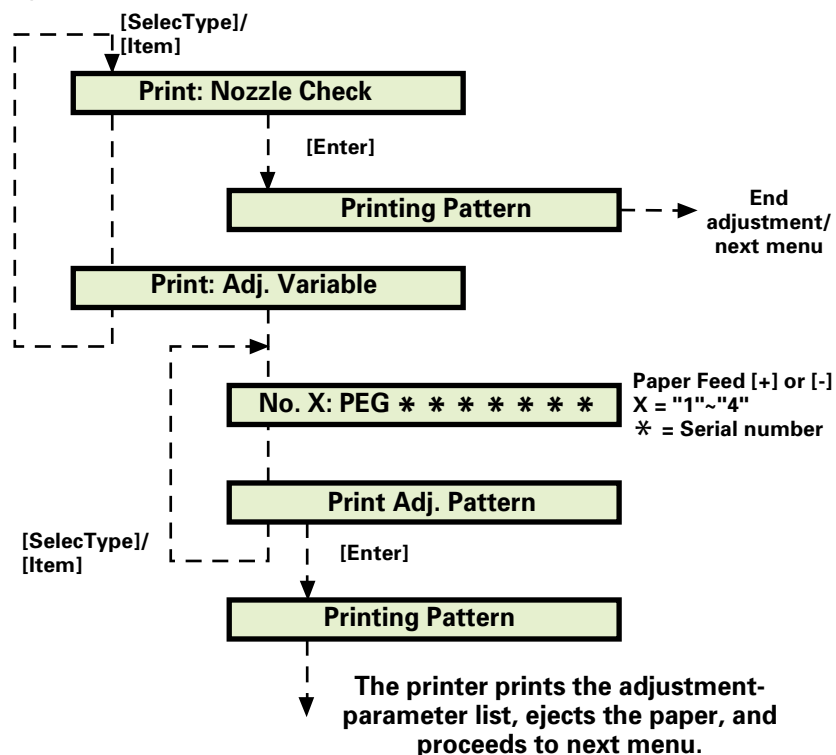 [SelecType]/
[Item]
Print: Nozzle Check
[Enter]
Printing Pattern
End
adjustment/
next menu
Print: Adj. Variable
No. X: PEG * * * * * * *
Paper Feed [+] or [-]
X = "1"~"4"
* = Serial number
Print Adj. Pattern
[SelecType]/
[Item]
[Enter]
Printing Pattern
The printer prints the adjustment-
parameter list, ejects the paper, and
proceeds to next menu.